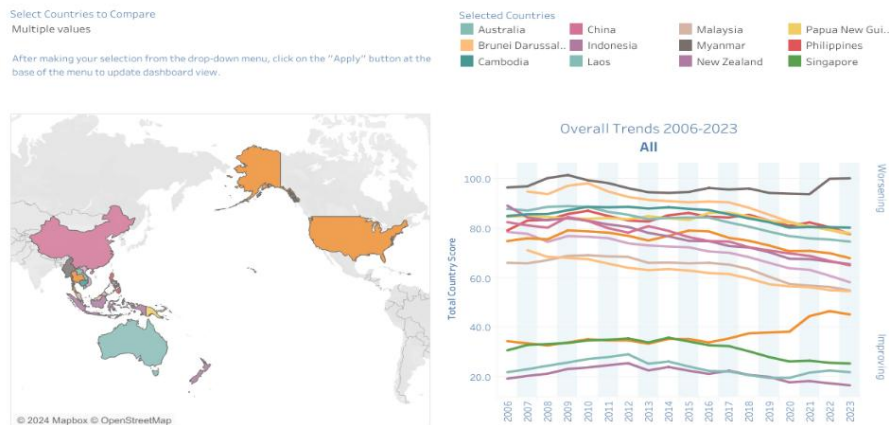 Select Countries to Compare
Multiple values
After making your selection from the drop-down menu, click on the "Apply" button at the
base of the menu to update dashboard view.
Selected Countries
Australia China Malaysia Papua New Gui..
Brunei Darussal.. Indonesia Myanmar Philippines
Cambodia Laos New Zealand Singapore
© 2024 Mapbox © OpenStreetMap
Overall Trends 2006-2023
All
Total Country Score
100.0
80.0
60.0
40.0
20.0
Worsening
Improving
2006 2007 2008 2009 2010 2011 2012 2013 2014 2015 2016 2017 2018 2019 2020 2021 2022 2023